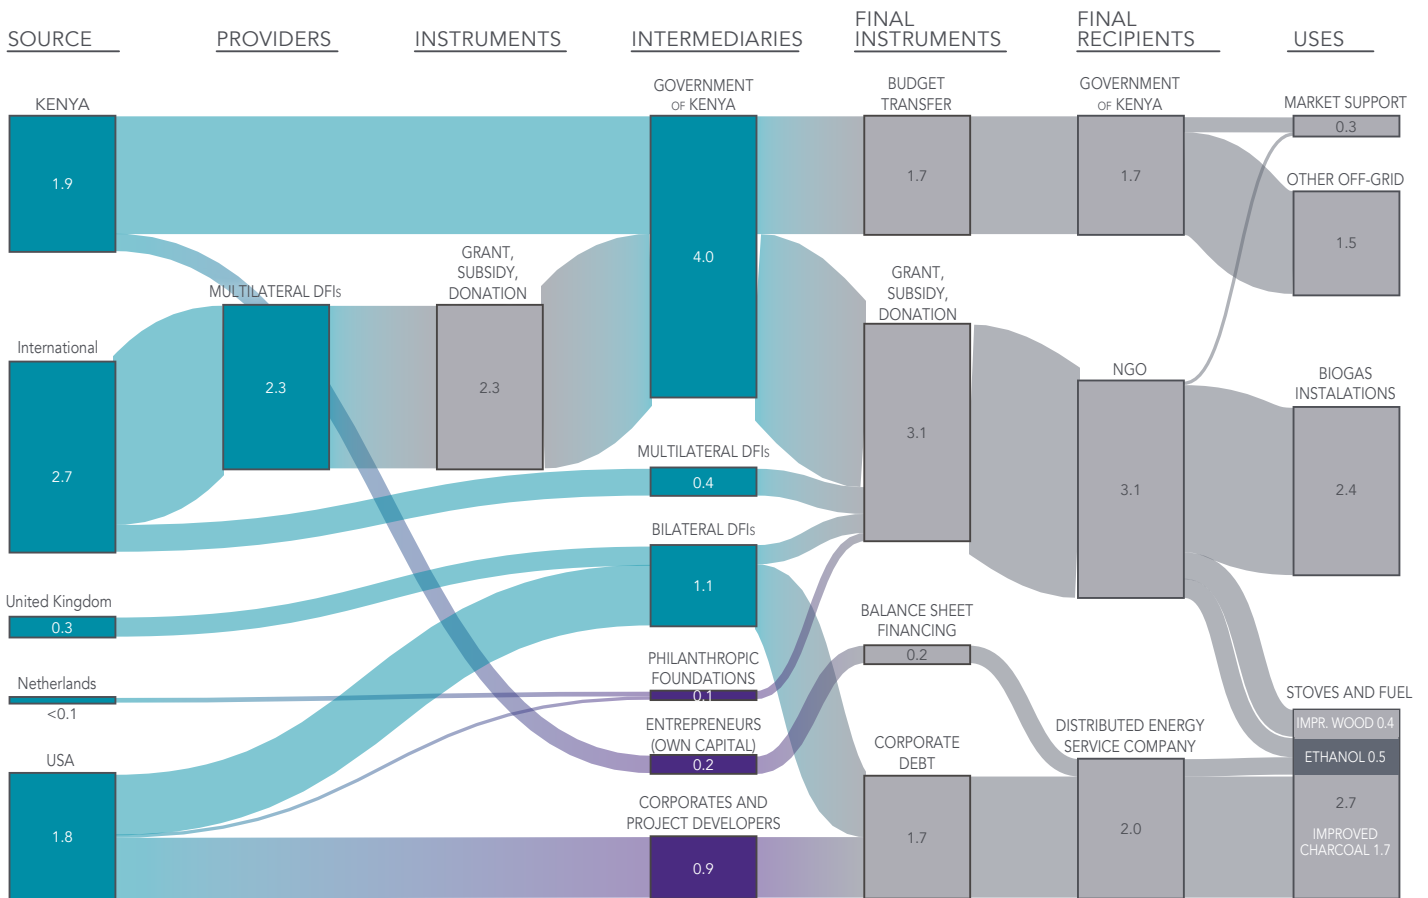 SOURCE
PROVIDERS
INSTRUMENTS
INTERMEDIARIES
FINAL
INSTRUMENTS
FINAL
RECIPIENTS
USES
KENYA
1.9
International
2.7
United Kingdom
0.3
Netherlands
<0.1
USA
1.8
MULTILATERAL DFIs
2.3
GRANT,
SUBSIDY,
DONATION
2.3
GOVERNMENT
OF KENYA
4.0
MULTILATERAL DFIs
0.4
BILATERAL DFIs
1.1
PHILANTHROPIC
FOUNDATIONS
0.1
ENTREPRENEURS
(OWN CAPITAL)
0.2
CORPORATES AND
PROJECT DEVELOPERS
0.9
BUDGET
TRANSFER
1.7
GRANT,
SUBSIDY,
DONATION
3.1
BALANCE SHEET
FINANCING
0.2
CORPORATE
DEBT
1.7
GOVERNMENT
OF KENYA
1.7
NGO
3.1
DISTRIBUTED ENERGY
SERVICE COMPANY
2.0
MARKET SUPPORT
0.3
OTHER OFF-GRID
1.5
BIOGAS
INSTALATIONS
2.4
STOVES AND FUEL
IMPR. WOOD 0.4
ETHANOL 0.5
2.7
IMPROVED
CHARCOAL 1.7